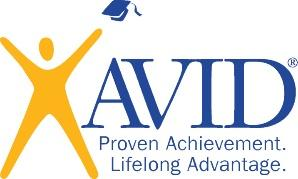 AVID®
Proven Achievement.
Lifelong Advantage.